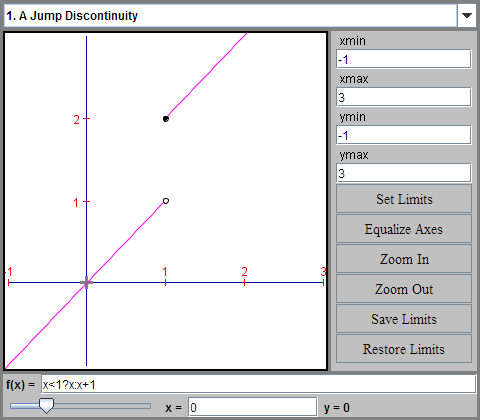 1. A Jump Discontinuity
xmin
-1
xmax
3
ymin
-1
ymax
3
Set Limits
Equalize Axes
Zoom In
Zoom Out
Save Limits
Restore Limits
2
1
-1 1 2 3
f(x) = x<1?x:x+1
x = 0 y = 0